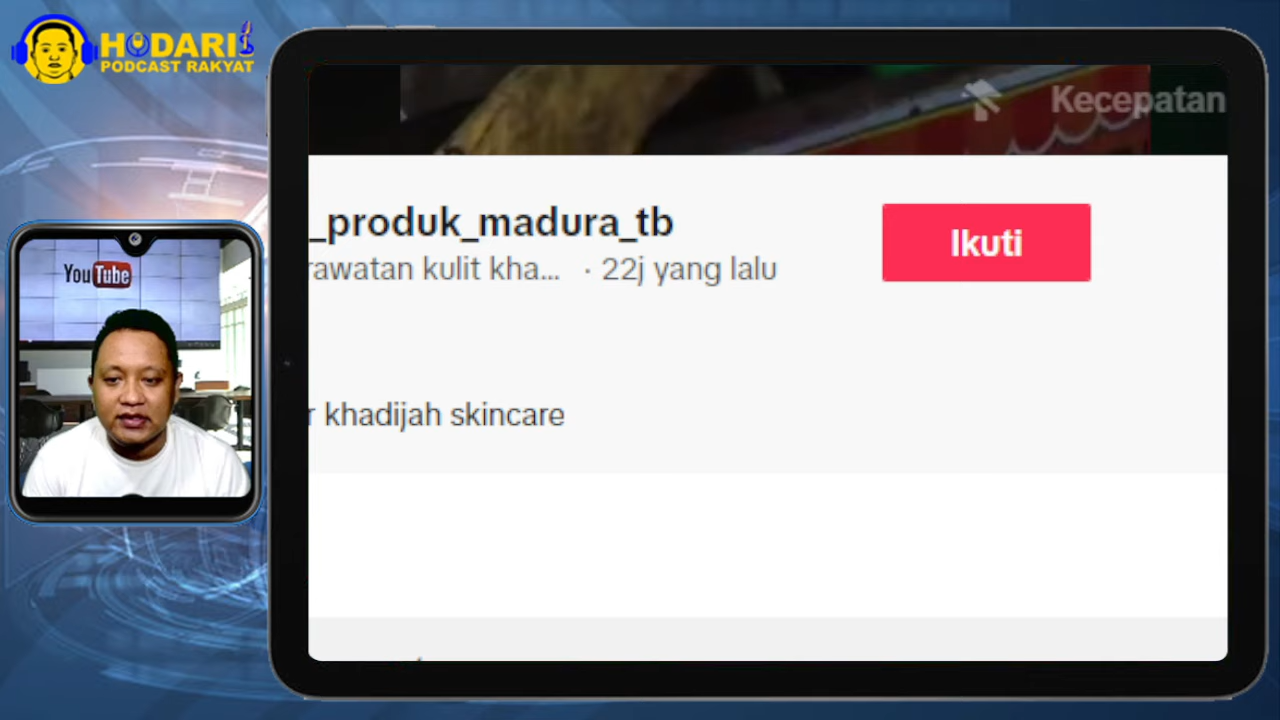 HODARI
PODCAST RAKYAT
YouTube
Kecepatan
_produk_madura_tb
Ikuti
rawatan kulit kha... · 22j yang lalu
r khadijah skincare